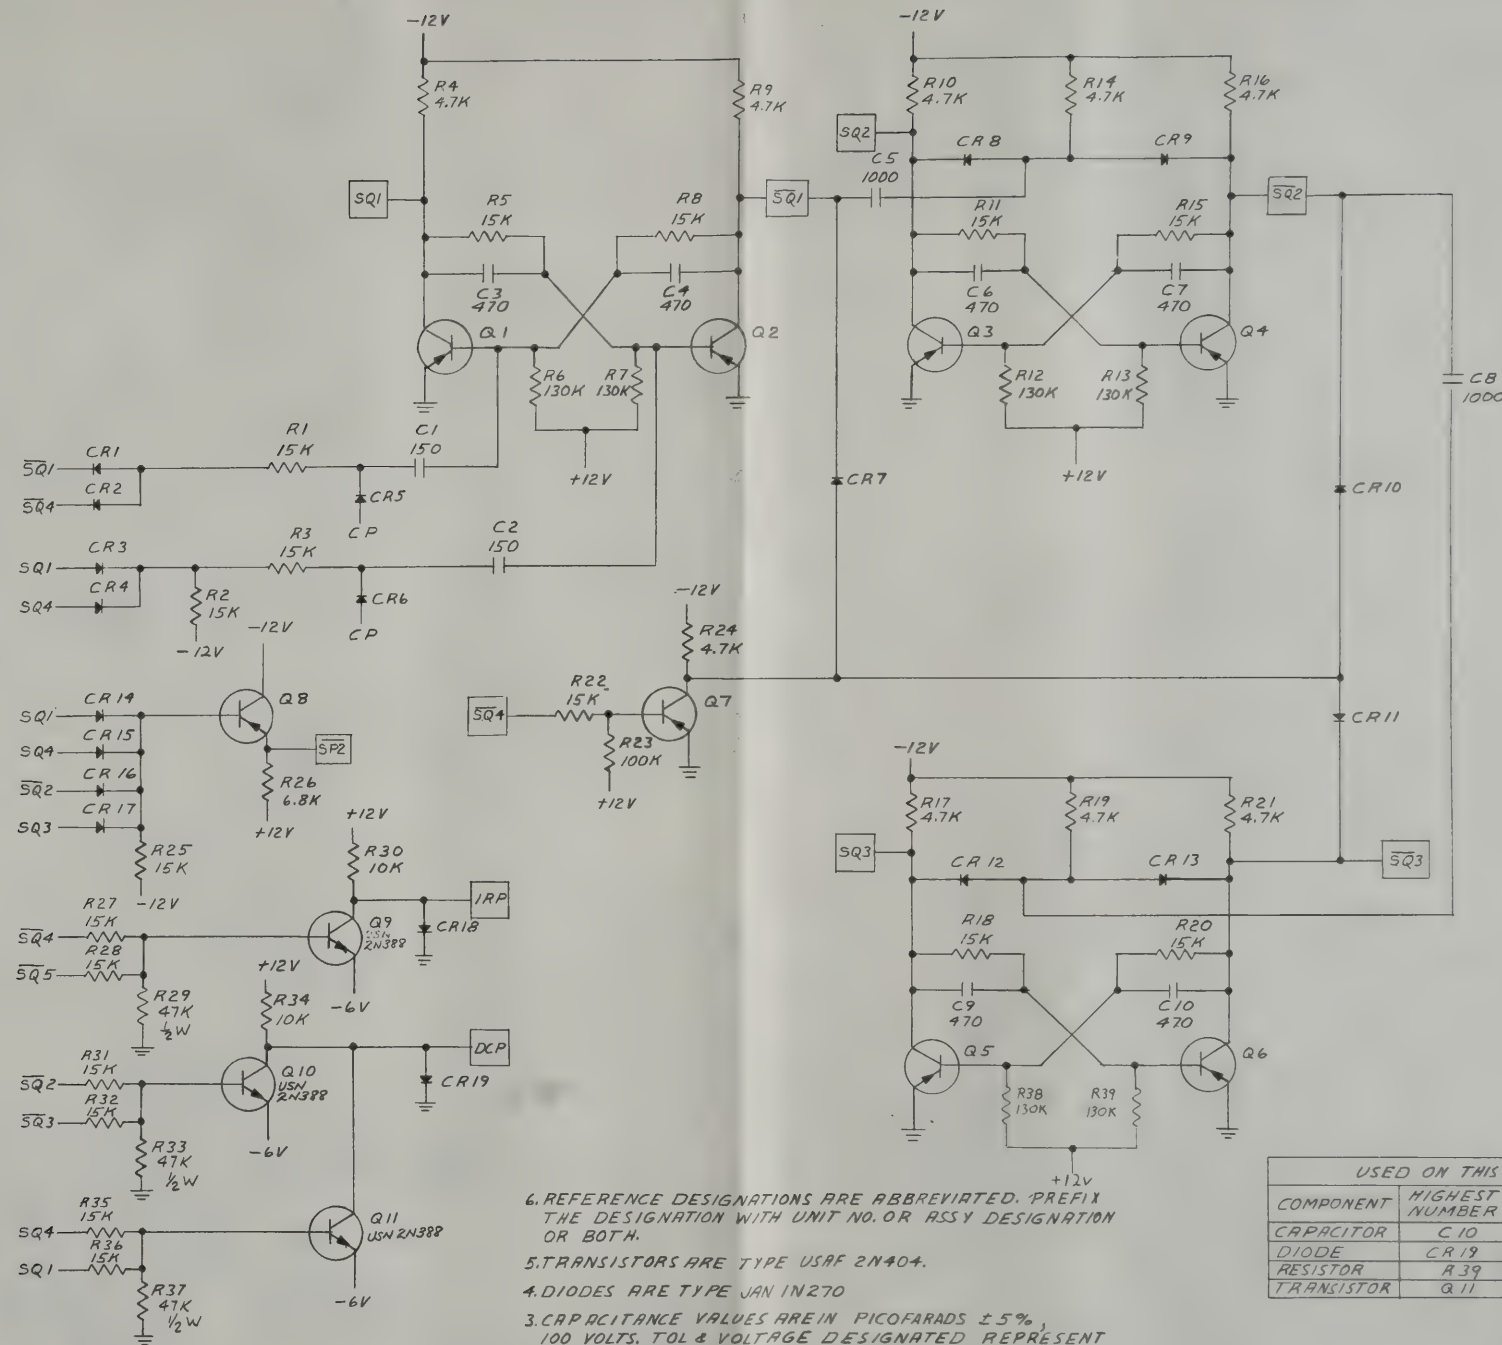 -12V
R4
4.7K
R9
4.7K
SQ1
R5
15K
R8
15K
S̅Q̅1̅
C3
470
C4
470
Q1
Q2
R6
130K
R7
130K
+12V
-12V
R10
4.7K
R14
4.7K
R16
4.7K
SQ2
CR8
CR9
C5
1000
R11
15K
R15
15K
S̅Q̅2̅
C6
470
C7
470
Q3
Q4
R12
130K
R13
130K
+12V
C8
1000
CR7
CR10
S̅Q̅1̅
CR1
S̅Q̅4̅
CR2
R1
15K
C1
150
CR5
CP
SQ1
CR3
SQ4
CR4
R2
15K
-12V
R3
15K
C2
150
CR6
CP
-12V
Q8
SQ1
CR14
SQ4
CR15
S̅Q̅2̅
CR16
SQ3
CR17
S̅P̅2̅
R26
6.8K
+12V
R25
15K
-12V
-12V
R24
4.7K
S̅Q̅4̅
R22
15K
Q7
R23
100K
+12V
CR11
+12V
R30
10K
1RP
S̅Q̅4̅
R27
15K
S̅Q̅5̅
R28
15K
R29
47K
½W
Q9
USN
2N388
CR18
-6V
+12V
R34
10K
DCP
S̅Q̅2̅
R31
15K
S̅Q̅3̅
R32
15K
R33
47K
½W
Q10
USN
2N388
CR19
-6V
SQ4
R35
15K
SQ1
R36
15K
R37
47K
½W
Q11
USN 2N388
-6V
-12V
R17
4.7K
R19
4.7K
R21
4.7K
SQ3
CR12
CR13
S̅Q̅3̅
R18
15K
R20
15K
C9
470
C10
470
Q5
Q6
R38
130K
R39
130K
+12V
6. REFERENCE DESIGNATIONS ARE ABBREVIATED. PREFIX
THE DESIGNATION WITH UNIT NO. OR ASSY DESIGNATION
OR BOTH.
5. TRANSISTORS ARE TYPE USAF 2N404.
4. DIODES ARE TYPE JAN 1N270
3. CAPACITANCE VALUES ARE IN PICOFARADS ±5%,
100 VOLTS. TOL & VOLTAGE DESIGNATED REPRESENT
USED ON THIS
COMPONENT HIGHEST NUMBER
CAPACITOR C10
DIODE CR19
RESISTOR R39
TRANSISTOR Q11